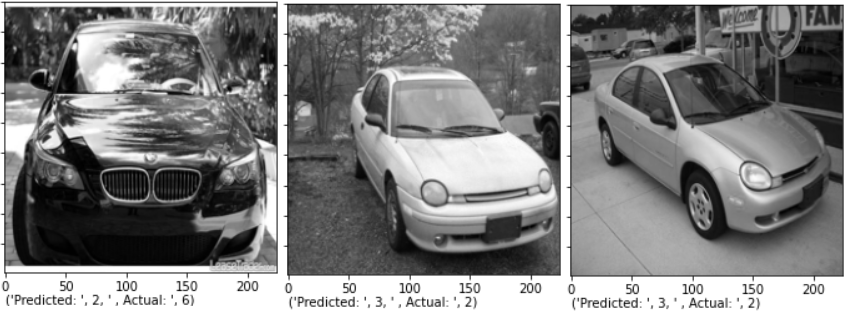 Welcome
FAN
0 50 100 150 200
('Predicted: ', 2, ' , Actual: ', 6)
0 50 100 150 200
('Predicted: ', 3, ' , Actual: ', 2)
0 50 100 150 200
('Predicted: ', 3, ' , Actual: ', 2)